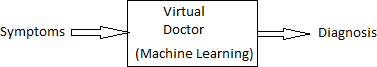 Symptoms
Virtual
Doctor
(Machine Learning)
Diagnosis